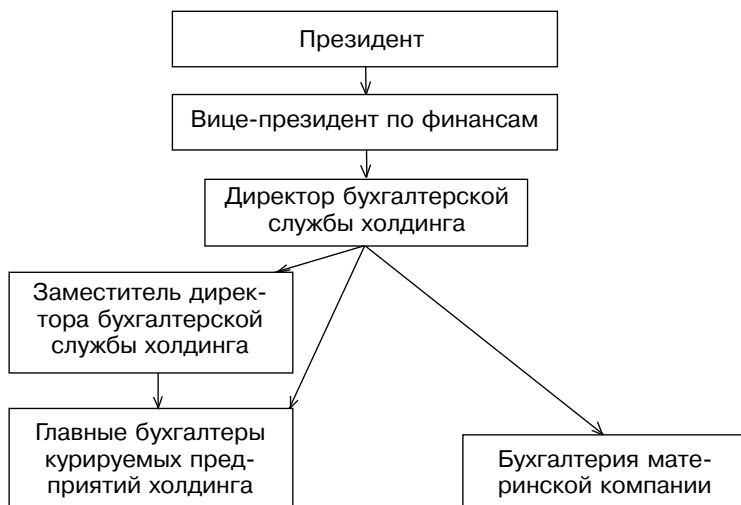 Президент
Вице-президент по финансам
Директор бухгалтерской
службы холдинга
Заместитель дирек-
тора бухгалтерской
службы холдинга
Главные бухгалтеры
курируемых пред-
приятий холдинга
Бухгалтерия мате-
ринской компании